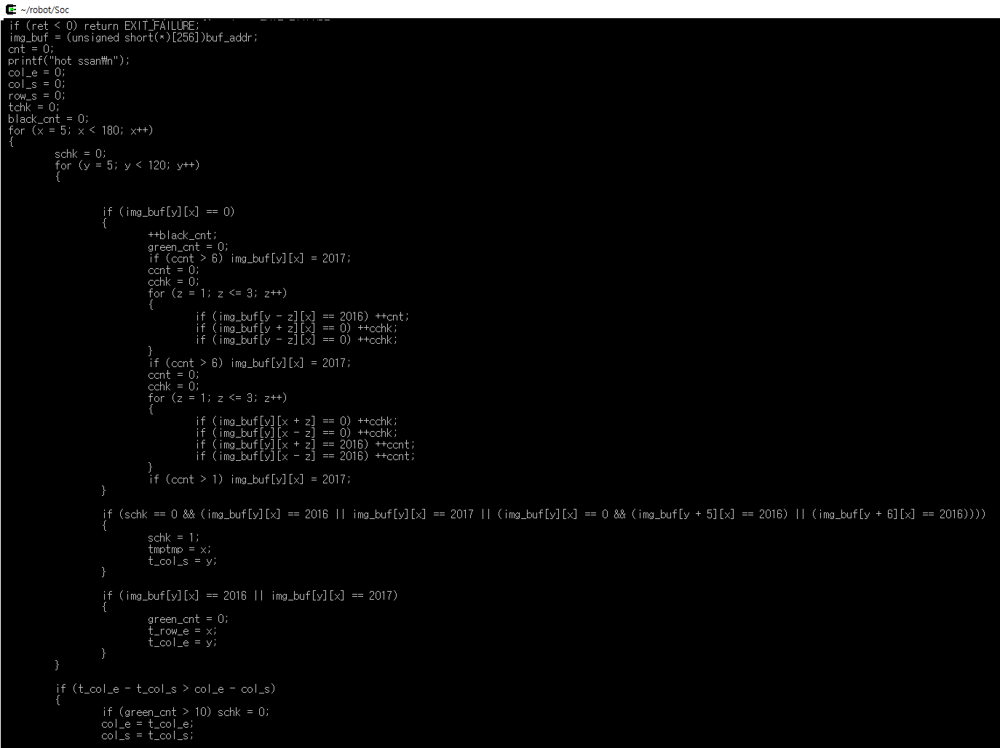 ~/robot/Soc
if (ret < 0) return EXIT_FAILURE;
img_buf = (unsigned short(*)[256])buf_addr;
cnt = 0;
printf("hot ssan₩n");
col_e = 0;
col_s = 0;
row_s = 0;
tchk = 0;
black_cnt = 0;
for (x = 5; x < 180; x++)
{
schk = 0;
for (y = 5; y < 120; y++)
{
if (img_buf[y][x] == 0)
{
++black_cnt;
green_cnt = 0;
if (ccnt > 6) img_buf[y][x] = 2017;
ccnt = 0;
cchk = 0;
for (z = 1; z <= 3; z++)
{
if (img_buf[y - z][x] == 2016) ++cnt;
if (img_buf[y + z][x] == 0) ++cchk;
if (img_buf[y - z][x] == 0) ++cchk;
}
if (ccnt > 6) img_buf[y][x] = 2017;
ccnt = 0;
cchk = 0;
for (z = 1; z <= 3; z++)
{
if (img_buf[y][x + z] == 0) ++cchk;
if (img_buf[y][x - z] == 0) ++cchk;
if (img_buf[y][x + z] == 2016) ++ccnt;
if (img_buf[y][x - z] == 2016) ++ccnt;
}
if (ccnt > 1) img_buf[y][x] = 2017;
}
if (schk == 0 && (img_buf[y][x] == 2016 || img_buf[y][x] == 2017 || (img_buf[y][x] == 0 && (img_buf[y + 5][x] == 2016) || (img_buf[y + 6][x] == 2016))))
{
schk = 1;
tmptmp = x;
t_col_s = y;
}
if (img_buf[y][x] == 2016 || img_buf[y][x] == 2017)
{
green_cnt = 0;
t_row_e = x;
t_col_e = y;
}
}
if (t_col_e - t_col_s > col_e - col_s)
{
if (green_cnt > 10) schk = 0;
col_e = t_col_e;
col_s = t_col_s;